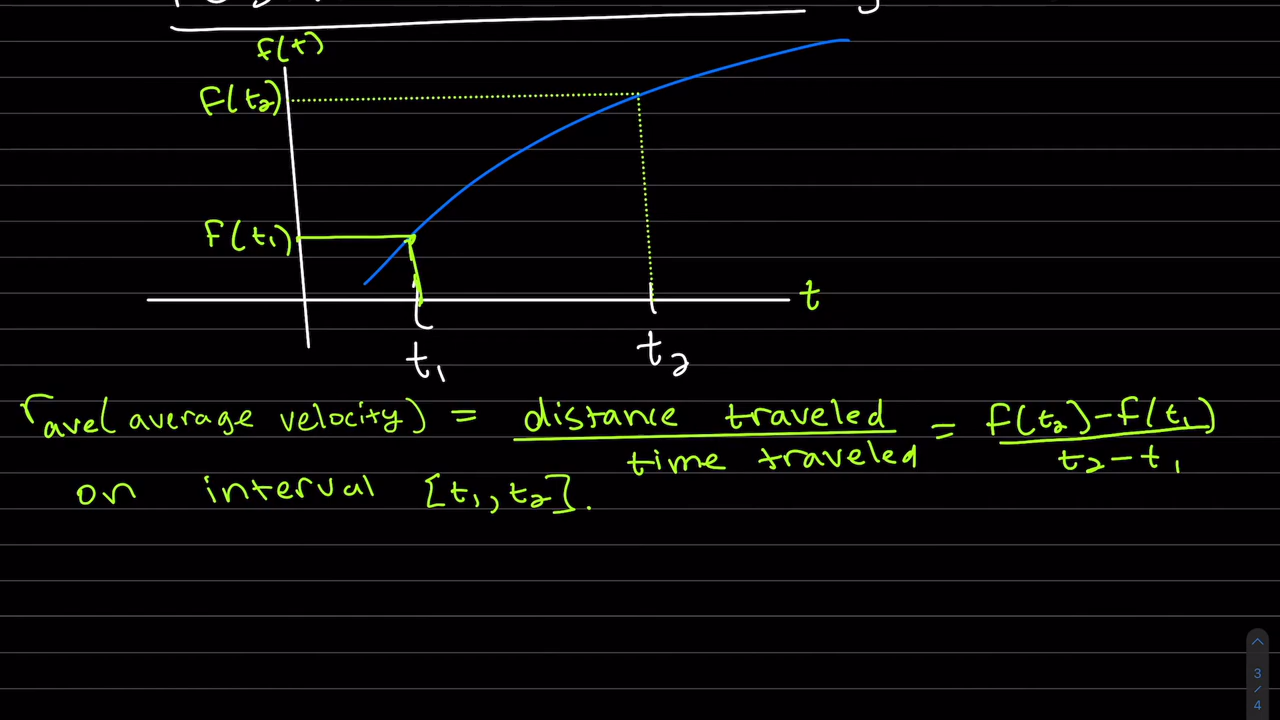 f(t)
F(t₂)
F(t₁)
t
t₁
t₂
rave(average velocity) = distance traveled / time traveled = f(t₂)-f(t₁) / t₂-t₁
on interval [t₁,t₂].
3
/
4